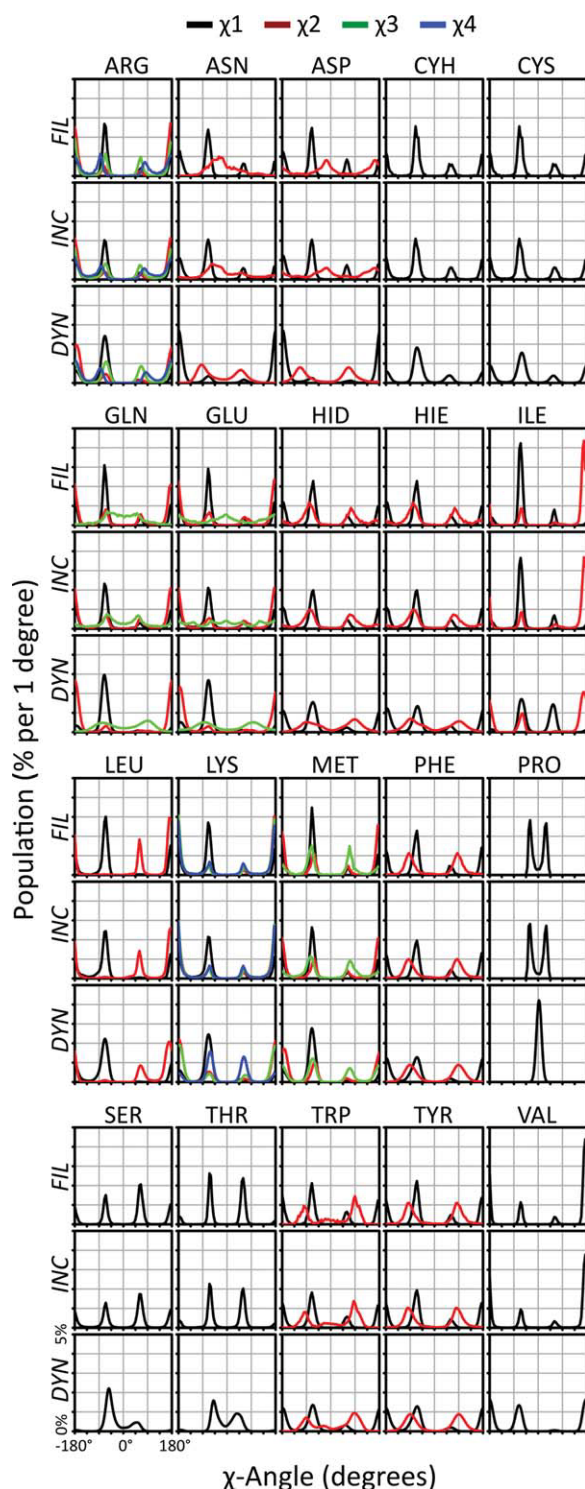 χ1 χ2 χ3 χ4
ARG ASN ASP CYH CYS
FIL
INC
DYN
GLN GLU HID HIE ILE
FIL
INC
DYN
LEU LYS MET PHE PRO
FIL
INC
DYN
SER THR TRP TYR VAL
FIL
INC
DYN
5%
0%
-180° 0° 180°
Population (% per 1 degree)
χ-Angle (degrees)